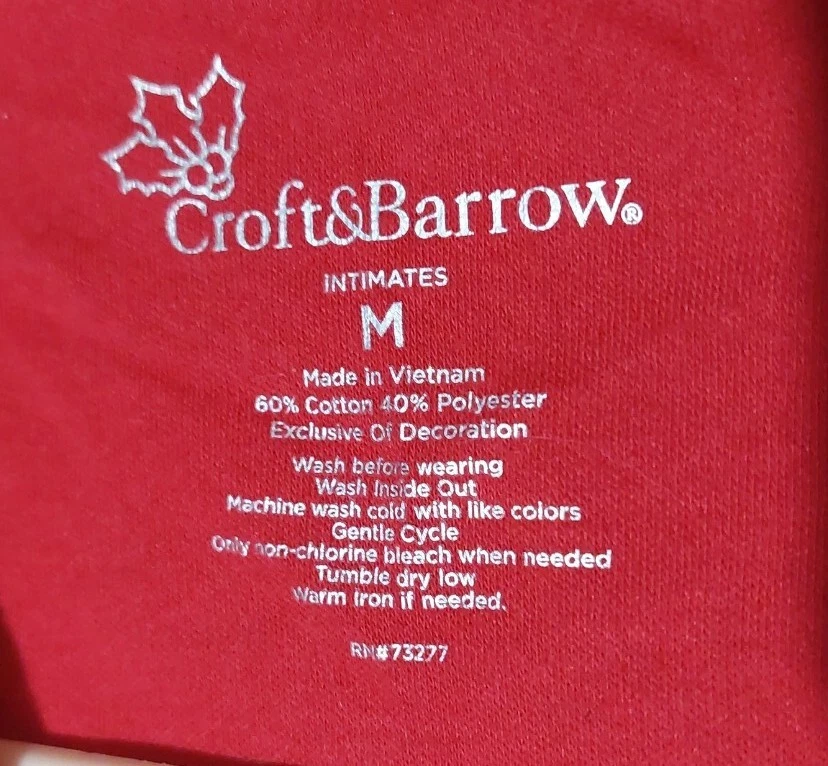 Croft&Barrow®
INTIMATES
M
Made in Vietnam
60% Cotton 40% Polyester
Exclusive Of Decoration
Wash before wearing
Wash Inside Out
Machine wash cold with like colors
Gentle Cycle
Only non-chlorine bleach when needed
Tumble dry low
Warm Iron if needed.
RN#73277